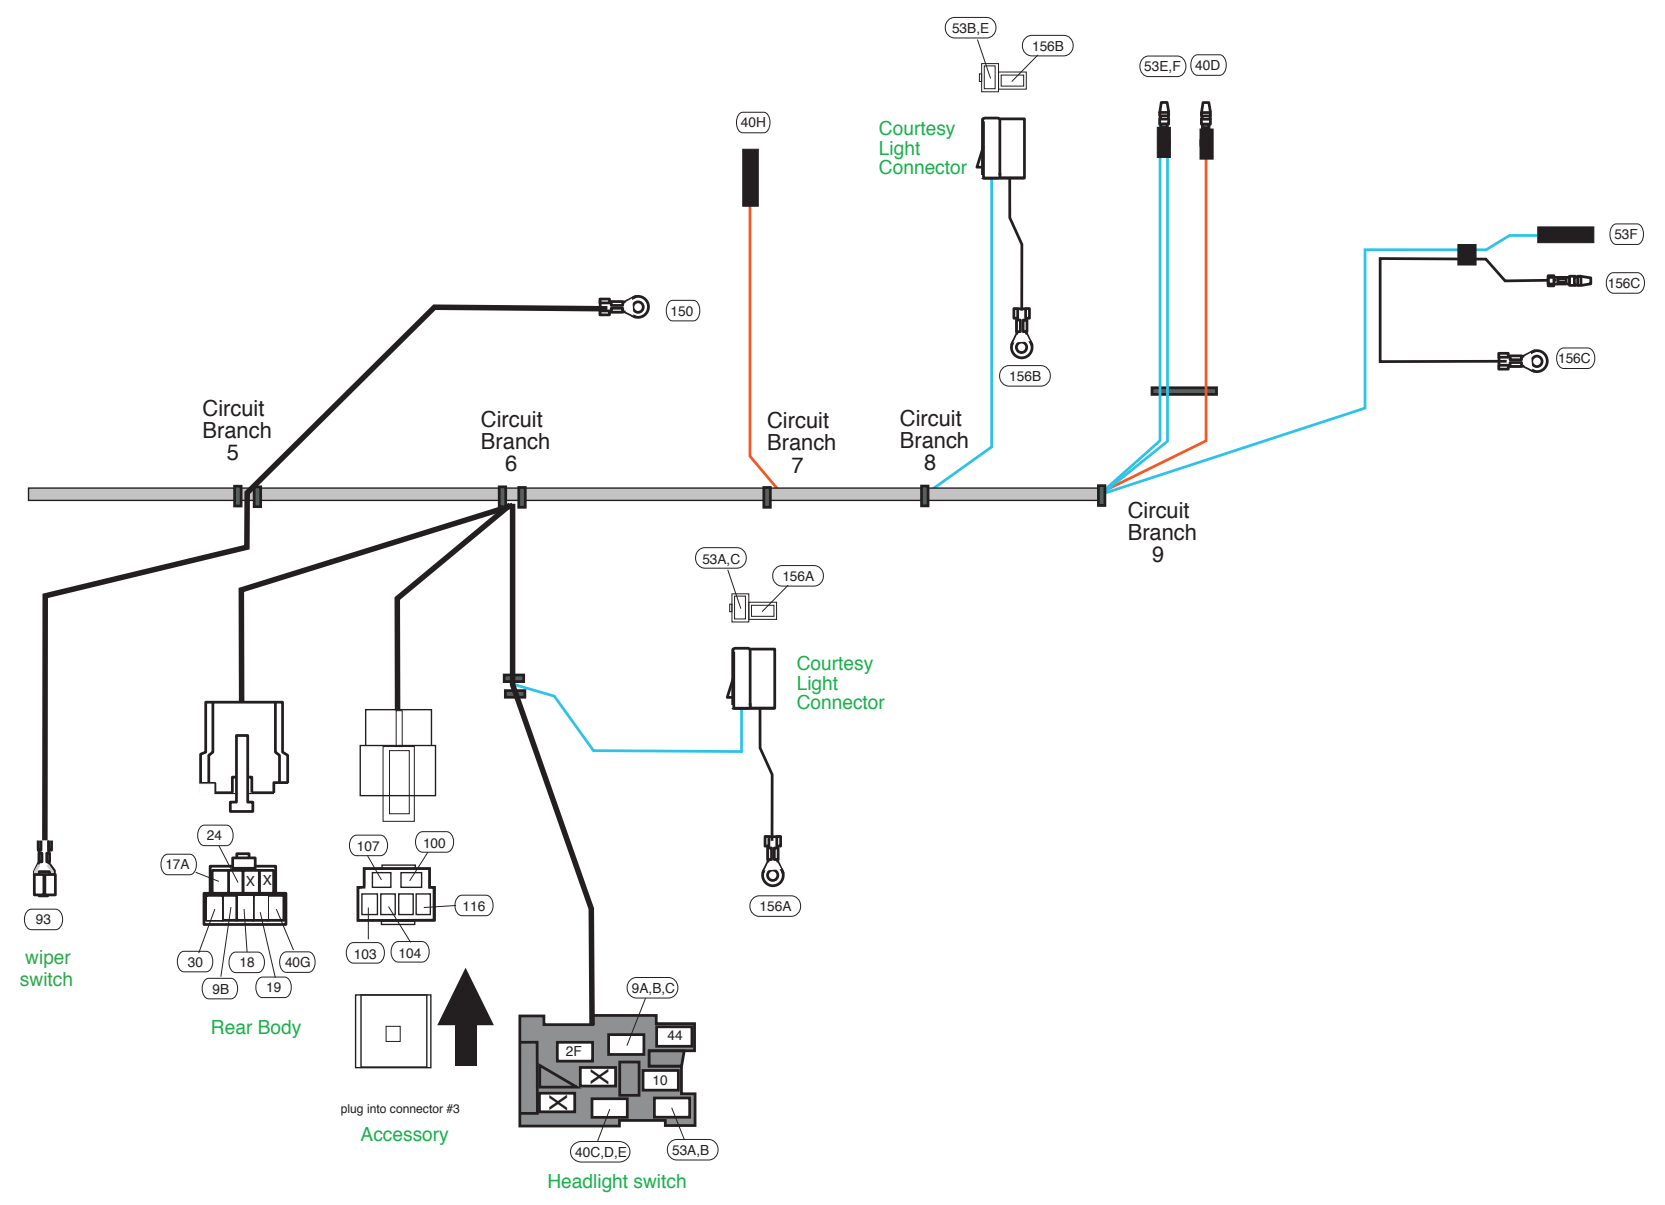 53B,E
156B
53E,F
40D
40H
Courtesy
Light
Connector
53F
156C
150
156B
156C
Circuit
Branch
5
Circuit
Branch
6
Circuit
Branch
7
Circuit
Branch
8
Circuit
Branch
9
53A,C
156A
Courtesy
Light
Connector
24
17A
X
X
107
100
116
156A
93
wiper
switch
30
9B
18
19
40G
Rear Body
103
104
9A,B,C
44
2F
X
10
X
plug into connector #3
Accessory
40C,D,E
53A,B
Headlight switch